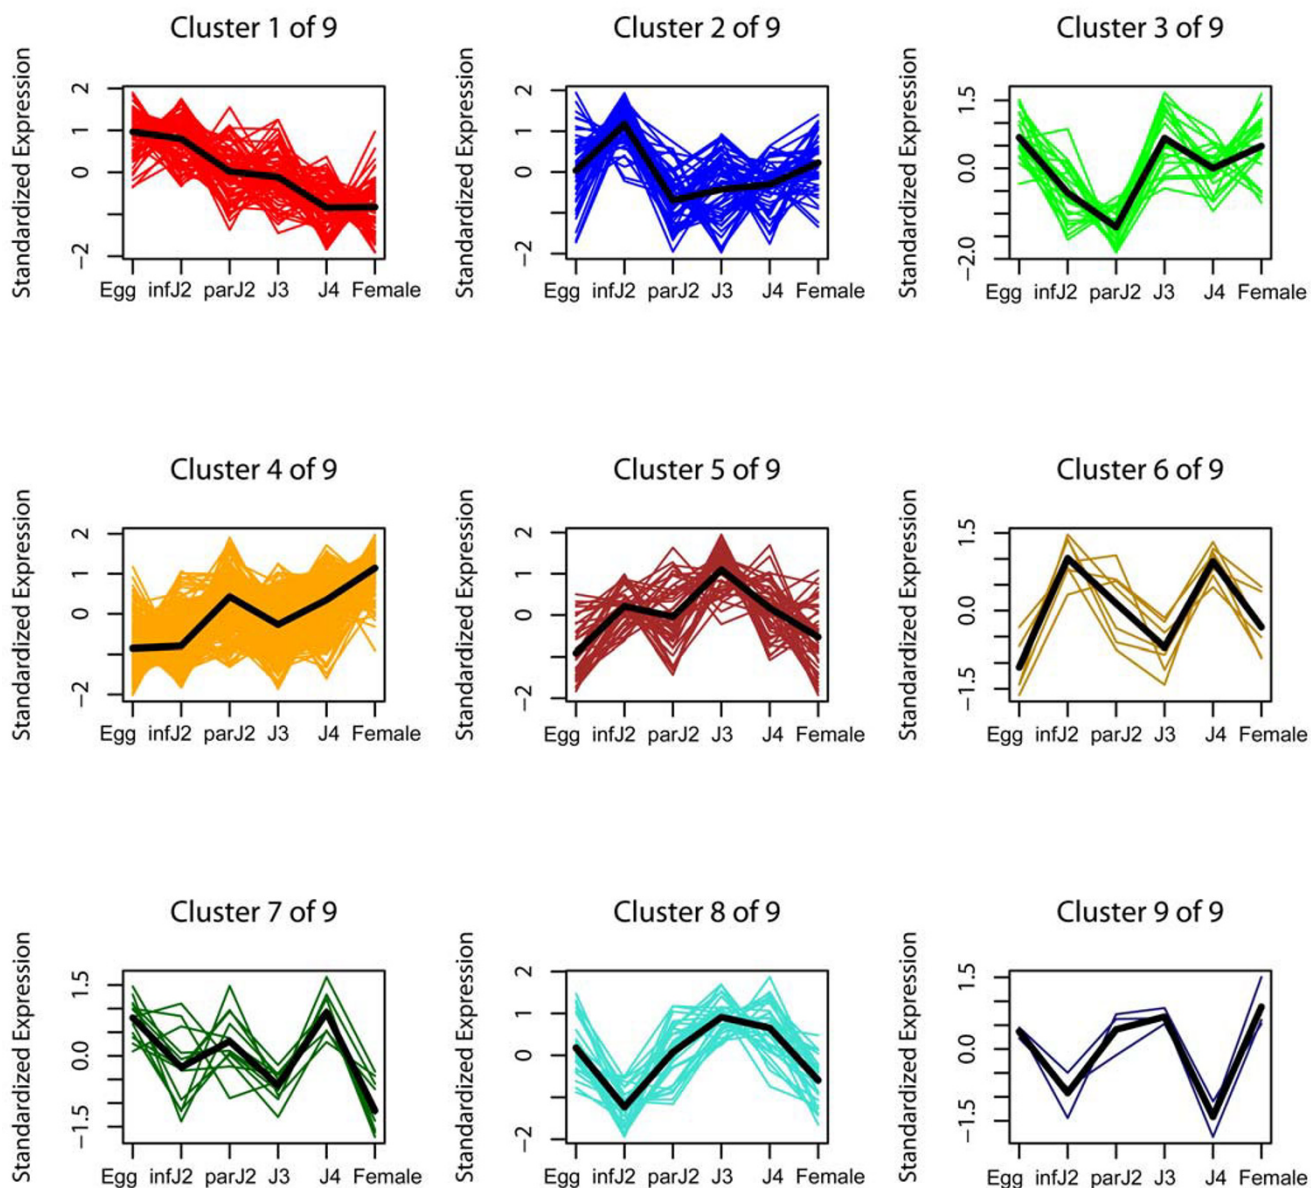 Cluster 1 of 9
Cluster 2 of 9
Cluster 3 of 9
Standardized Expression
2
1
0
−2
Egg infJ2 parJ2 J3 J4 Female
Standardized Expression
2
1
0
−2
Egg infJ2 parJ2 J3 J4 Female
Standardized Expression
1.5
0.0
−2.0
Egg infJ2 parJ2 J3 J4 Female
Cluster 4 of 9
Cluster 5 of 9
Cluster 6 of 9
Standardized Expression
2
1
0
−2
Egg infJ2 parJ2 J3 J4 Female
Standardized Expression
2
1
0
−2
Egg infJ2 parJ2 J3 J4 Female
Standardized Expression
1.5
0.0
−1.5
Egg infJ2 parJ2 J3 J4 Female
Cluster 7 of 9
Cluster 8 of 9
Cluster 9 of 9
Standardized Expression
1.5
0.0
−1.5
Egg infJ2 parJ2 J3 J4 Female
Standardized Expression
2
1
0
−2
Egg infJ2 parJ2 J3 J4 Female
Standardized Expression
1.5
0.0
−1.5
Egg infJ2 parJ2 J3 J4 Female